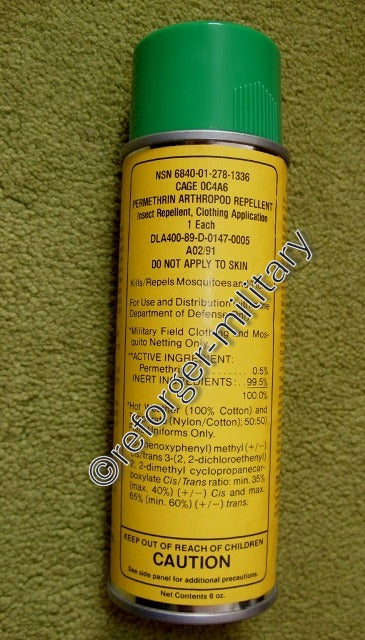 NSN 6840-01-278-1336
CAGE 0C4A6
PERMETHRIN ARTHROPOD REPELLENT
Insect Repellent, Clothing Application
1 Each
DLA400-89-D-0147-0005
A02/91
DO NOT APPLY TO SKIN
Kills/Repels Mosquitoes and
For Use and Distribution the
Department of Defense
*Military Field Clothing and Mos-
quito Netting Only
**ACTIVE INGREDIENT:
Permethrin . . . . . . . . 0.5%
INERT INGREDIENTS: . . 99.5%
100.0%
*Hot (100% Cotton) and
(Nylon/Cotton; 50:50)
Uniforms Only.
methyl (+/-)
cis/trans 3-(2, 2-dichloroethenyl)
2, 2-dimethyl cyclopropanecar-
boxylate Cis/Trans ratio: min. 35%
(max. 40%) (+/-) Cis and max.
65% (min. 60%) (+/-) trans.
KEEP OUT OF REACH OF CHILDREN
CAUTION
See side panel for additional precautions.
Net Contents 6 oz.
©reforger-military